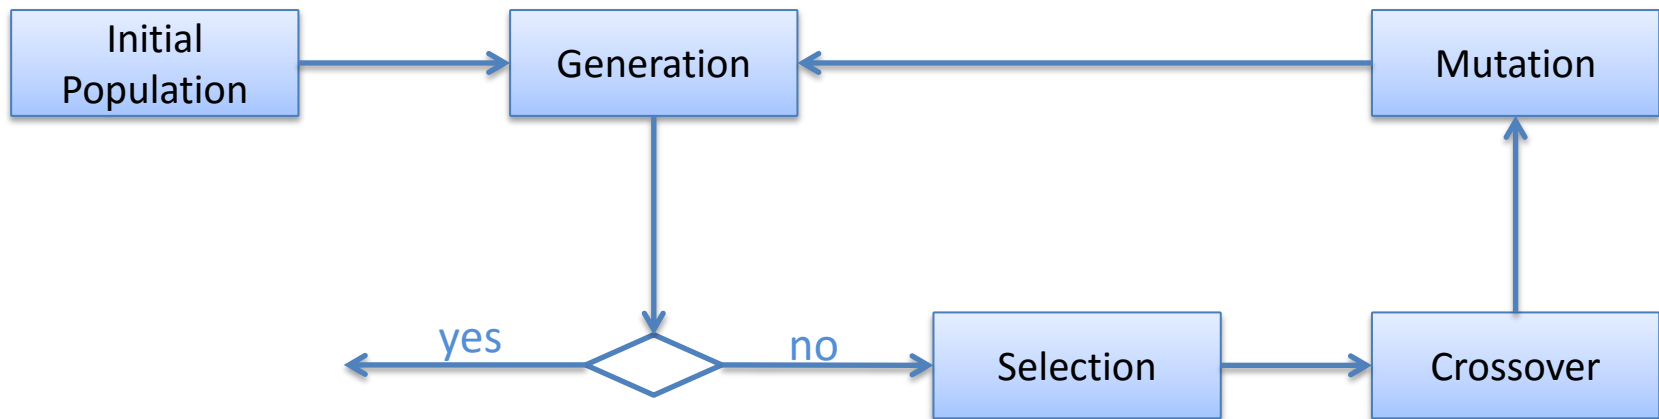 Initial
Population
Generation
Mutation
yes
no
Selection
Crossover